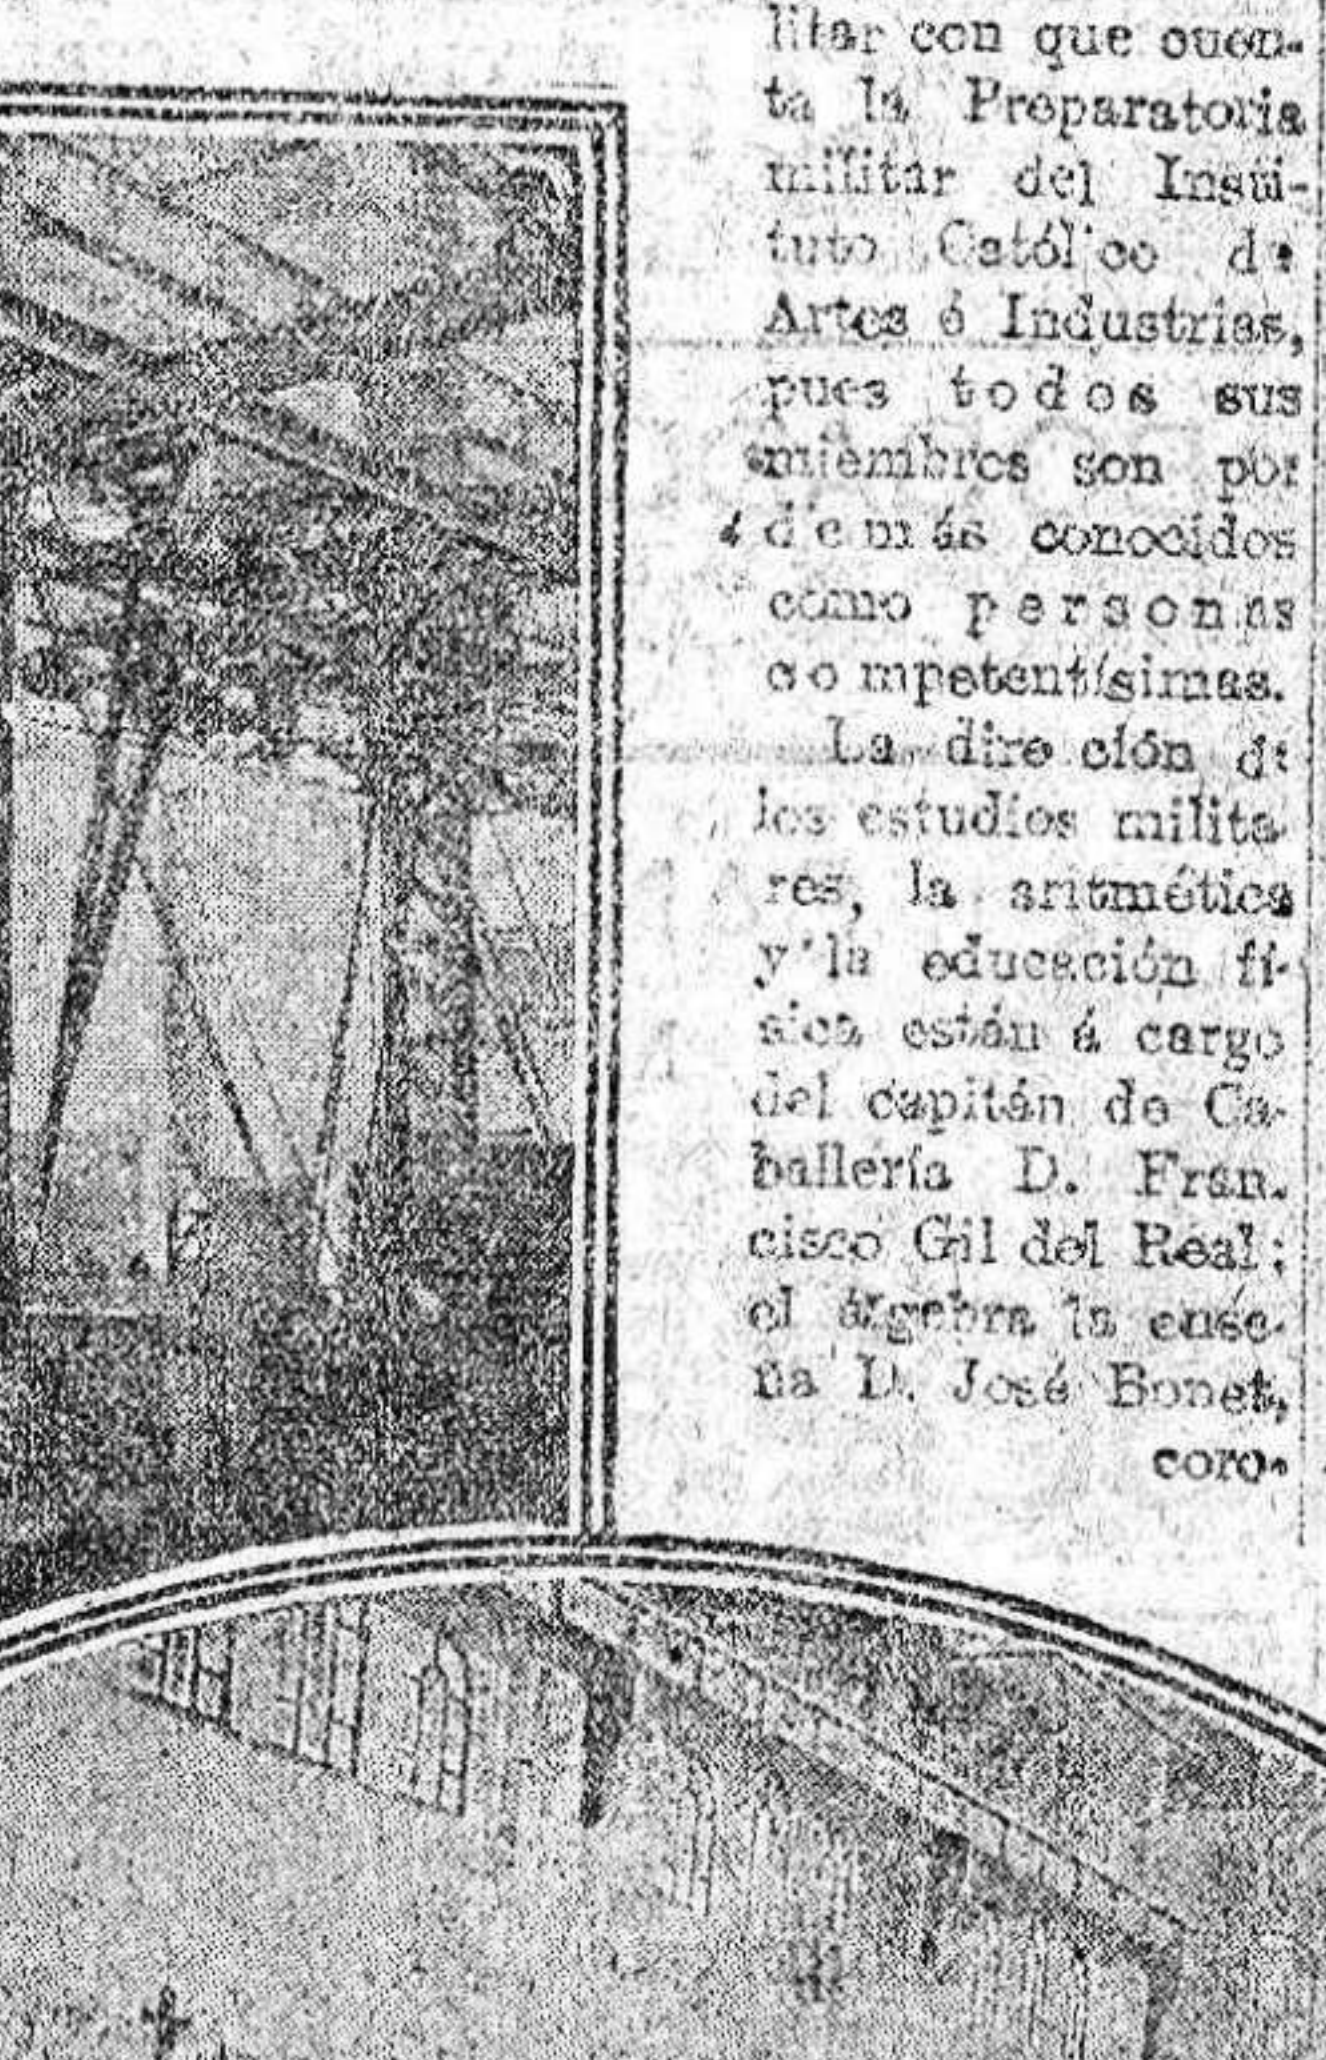 litar con que cuen-
ta la Preparatoria
militar del Insti-
tuto Católico de
Artes é Industrias,
pues todos sus
miembros son por
demás conocidos
como personas
competentísimas.
La dirección de
los estudios milita-
res, la aritmética
y la educación fí-
sica están á cargo
del capitán de Ca-
ballería D. Fran-
cisco Gil del Real;
el álgebra la ense-
ña D. José Bonet,
coro-